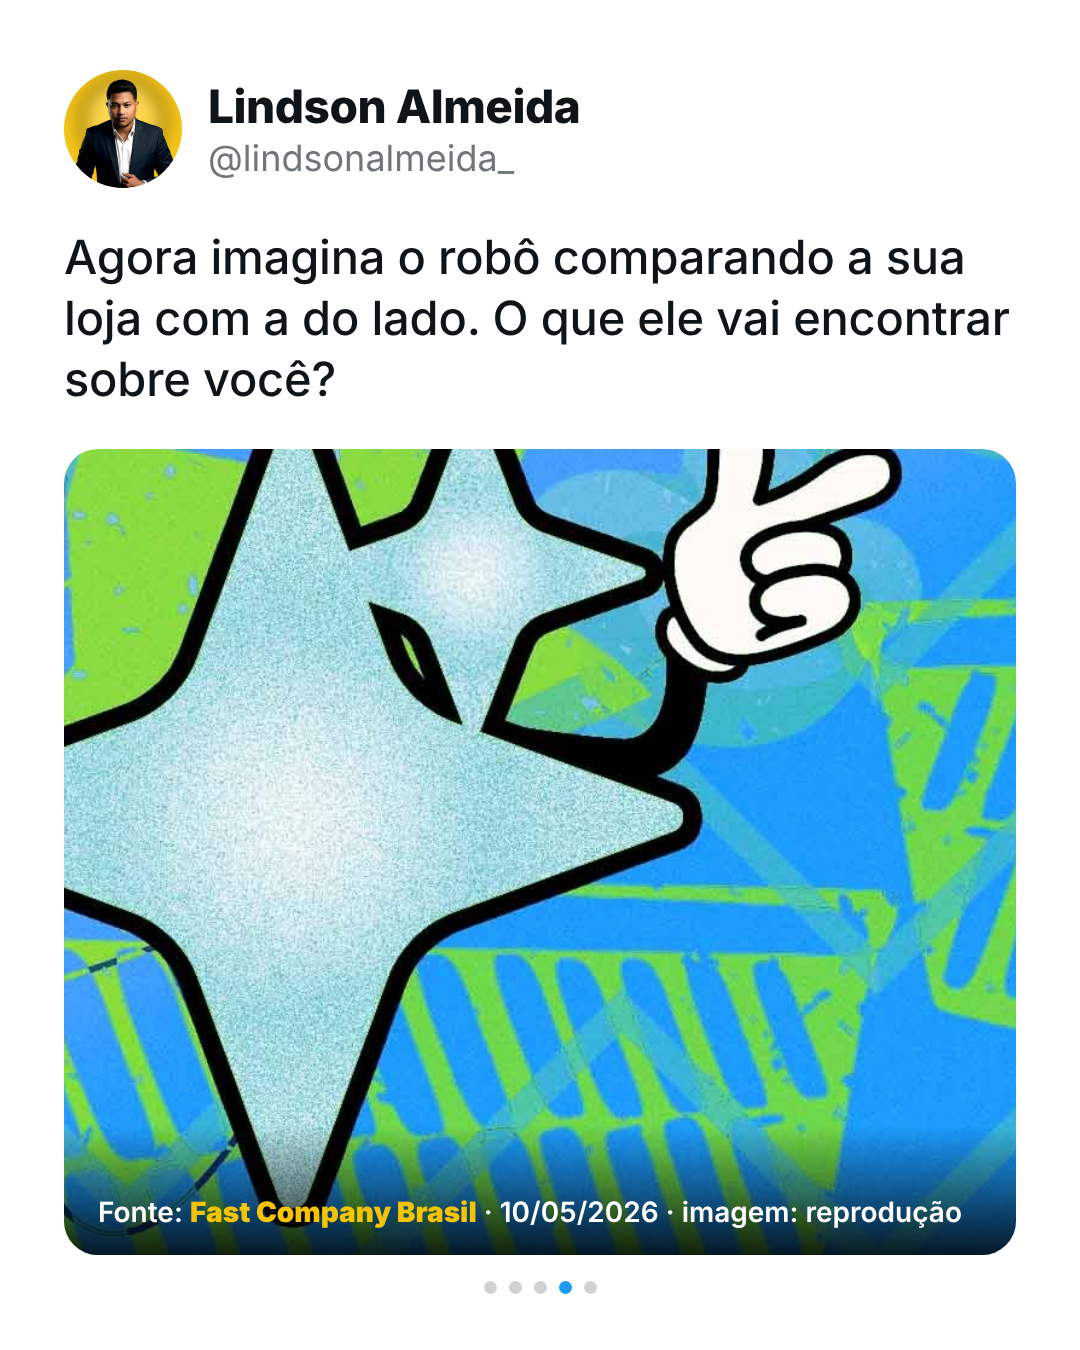 Lindson Almeida
@lindsonalmeida_
Agora imagina o robô comparando a sua
loja com a do lado. O que ele vai encontrar
sobre você?
Fonte: Fast Company Brasil · 10/05/2026 · imagem: reprodução